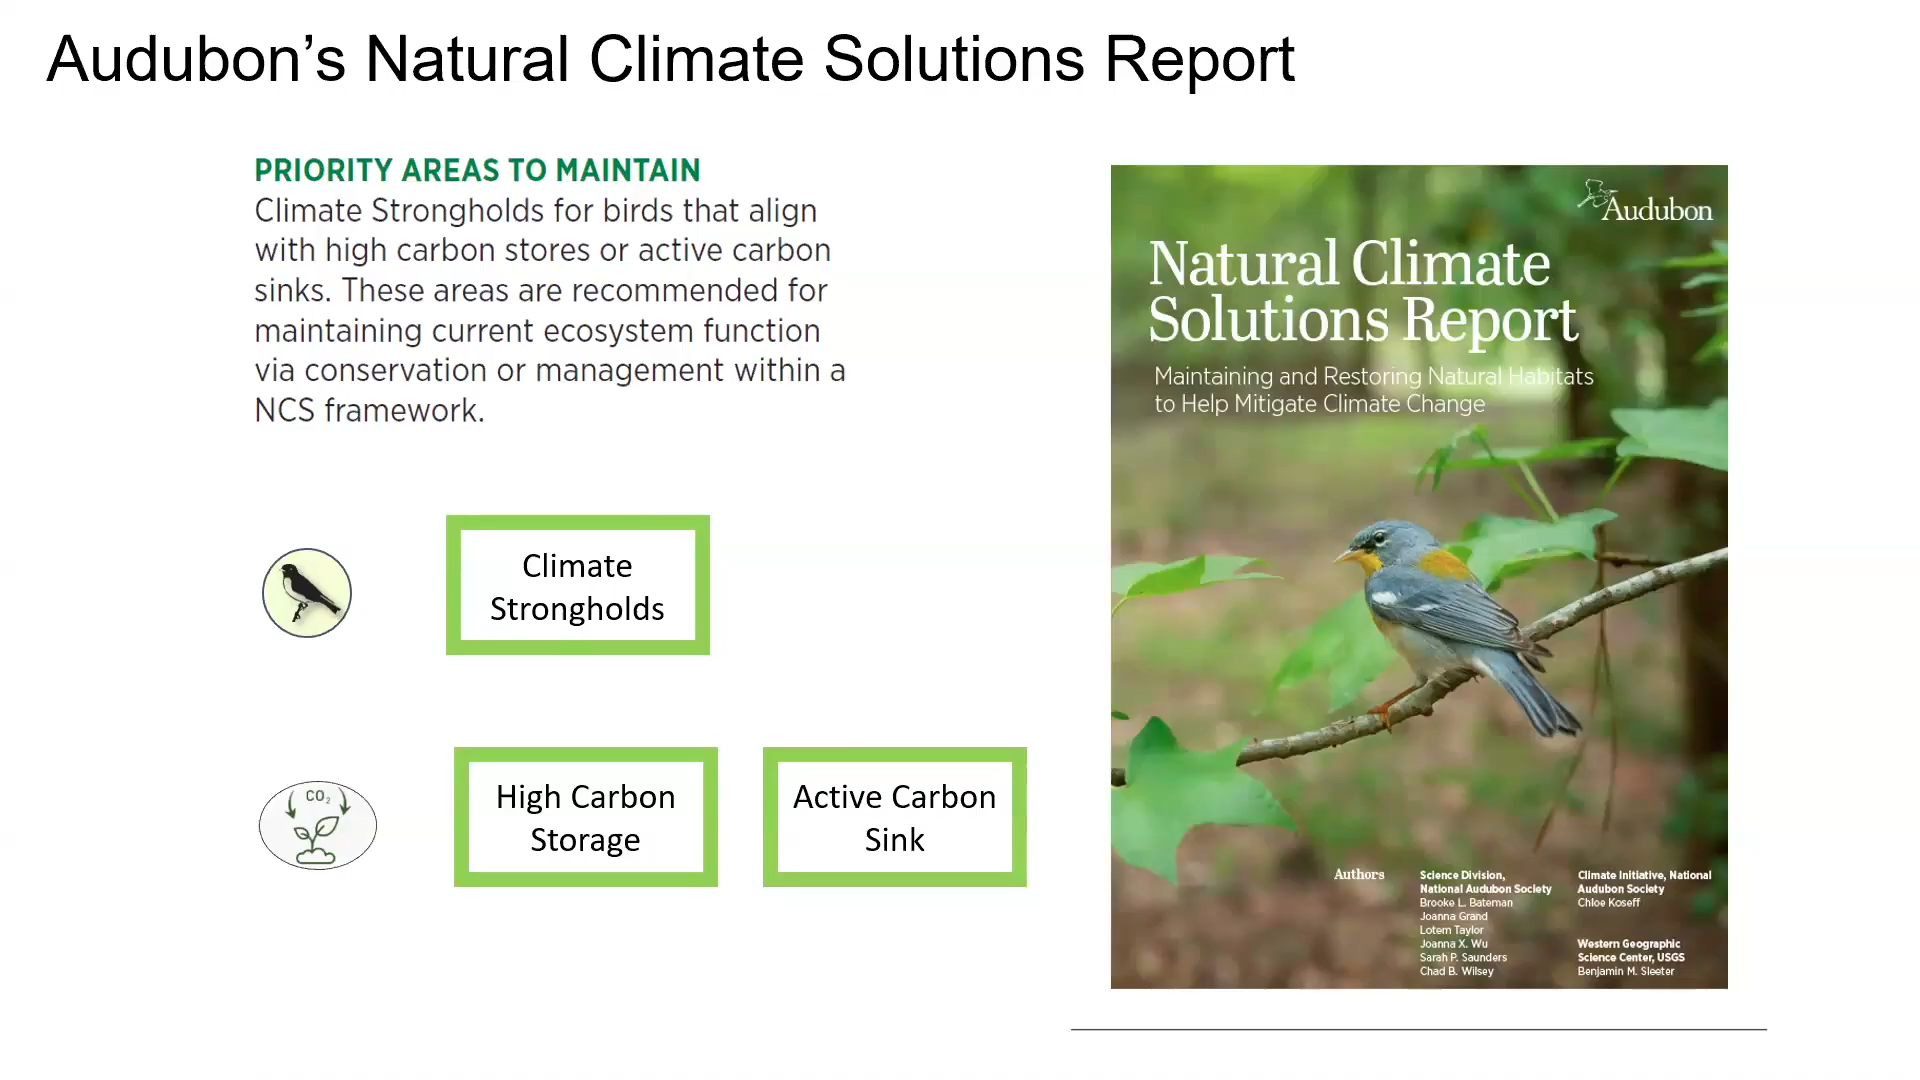 Audubon’s Natural Climate Solutions Report
PRIORITY AREAS TO MAINTAIN
Climate Strongholds for birds that align
with high carbon stores or active carbon
sinks. These areas are recommended for
maintaining current ecosystem function
via conservation or management within a
NCS framework.
Climate
Strongholds
CO₂
High Carbon
Storage
Active Carbon
Sink
Audubon
Natural Climate
Solutions Report
Maintaining and Restoring Natural Habitats
to Help Mitigate Climate Change
Authors
Science Division,
National Audubon Society
Brooke L. Bateman
Joanna Grand
Lotem Taylor
Joanna X. Wu
Sarah P. Saunders
Chad B. Wilsey
Climate Initiative, National
Audubon Society
Chloe Koseff
Western Geographic
Science Center, USGS
Benjamin M. Sleeter